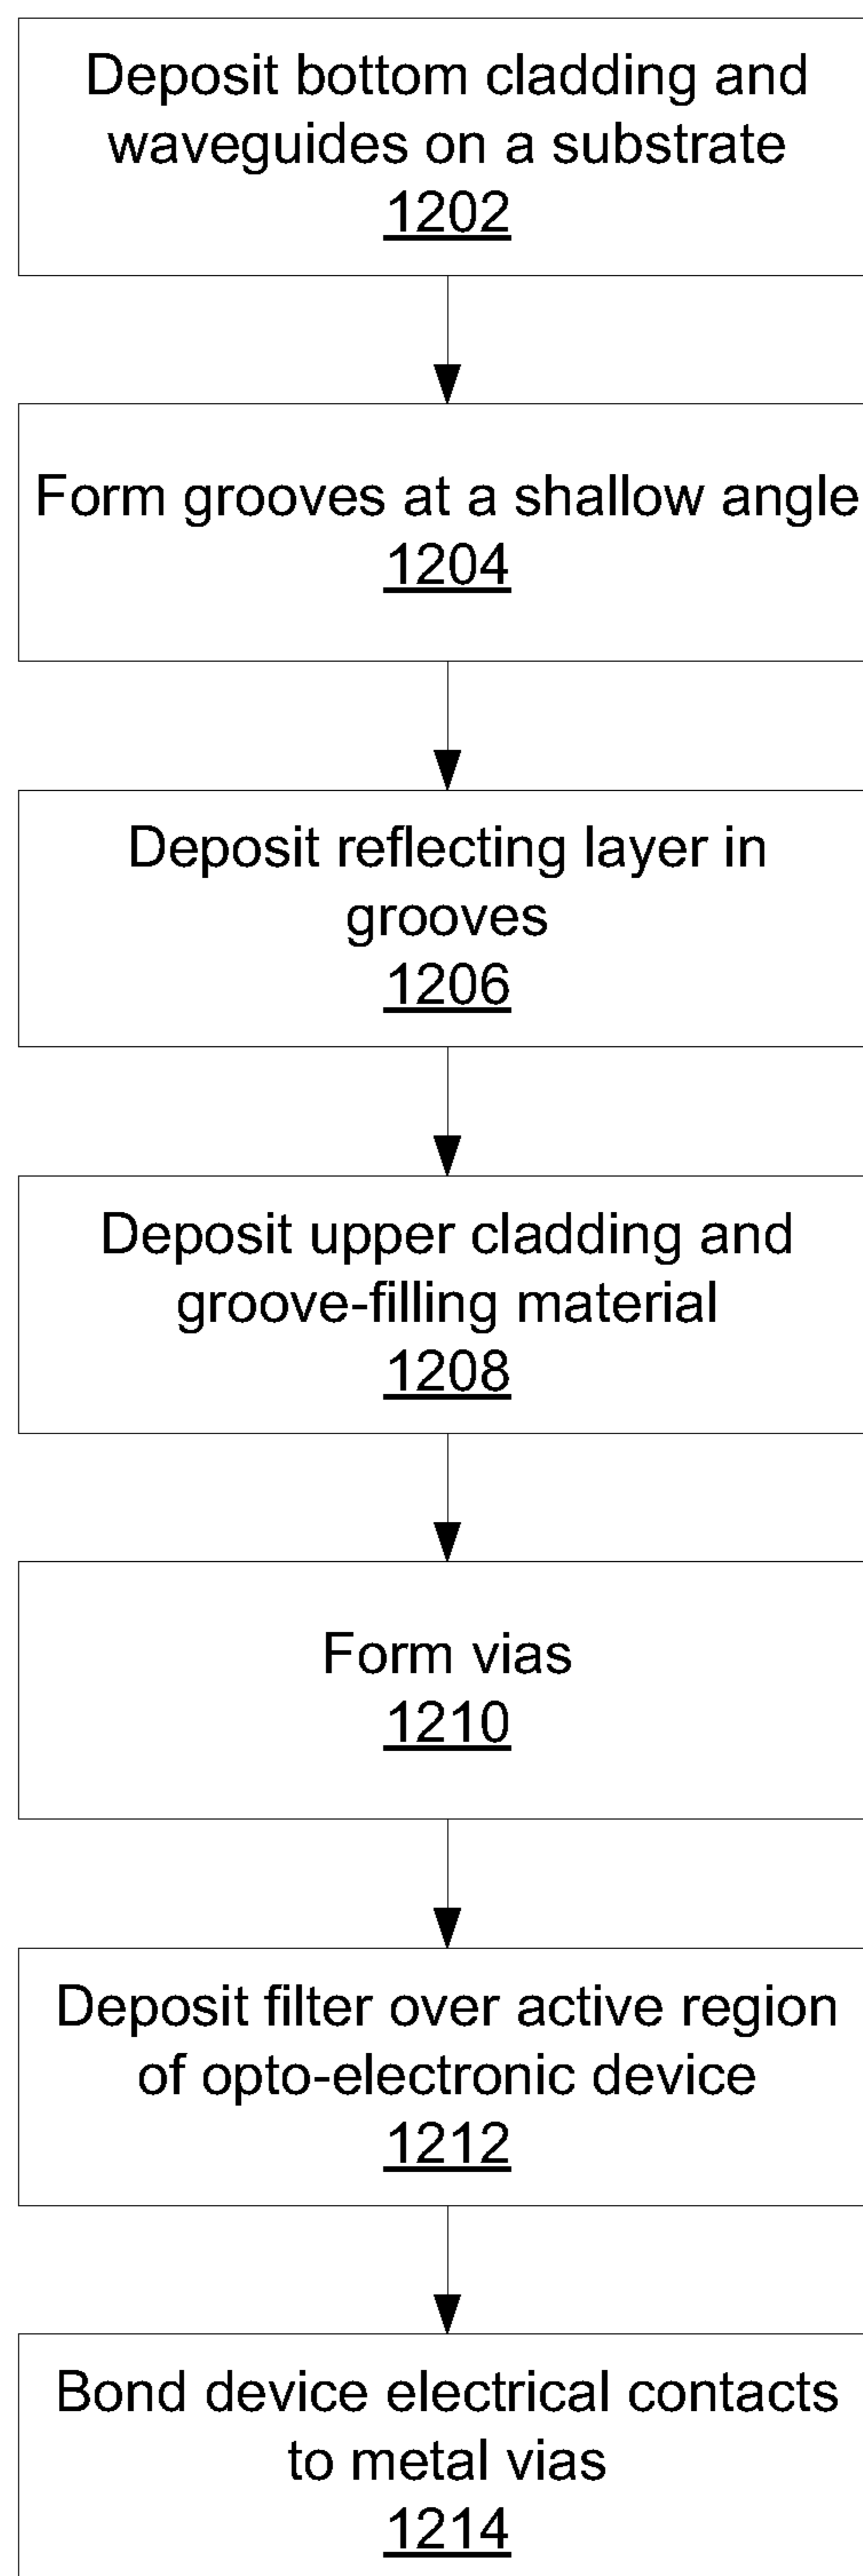 Deposit bottom cladding and
waveguides on a substrate
1202
Form grooves at a shallow angle
1204
Deposit reflecting layer in
grooves
1206
Deposit upper cladding and
groove-filling material
1208
Form vias
1210
Deposit filter over active region
of opto-electronic device
1212
Bond device electrical contacts
to metal vias
1214